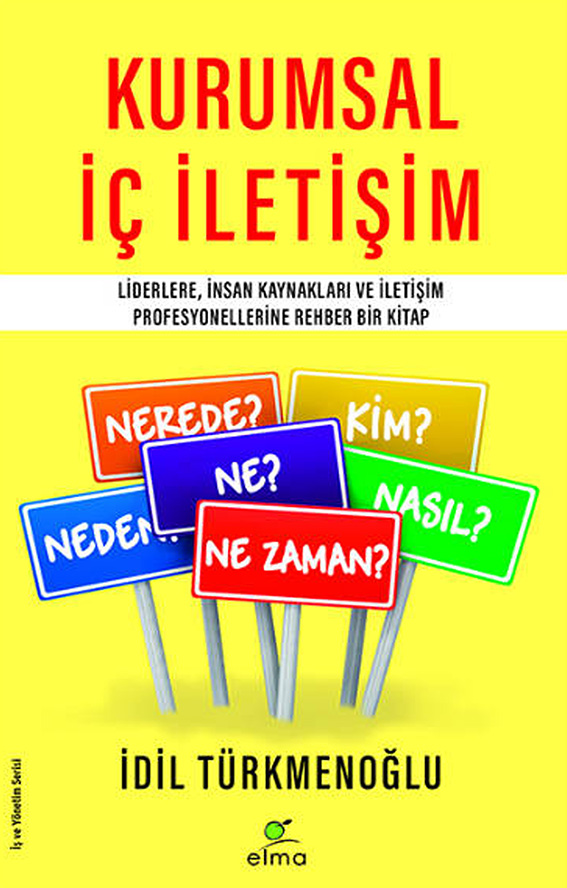 KURUMSAL
İÇ İLETİŞİM
LİDERLERE, İNSAN KAYNAKLARI VE İLETİŞİM
PROFESYONELLERİNE REHBER BİR KİTAP
NEREDE?
KİM?
NE?
NASIL?
NEDEN?
NE ZAMAN?
İDİL TÜRKMENOĞLU
İş ve Yönetim Serisi
elma